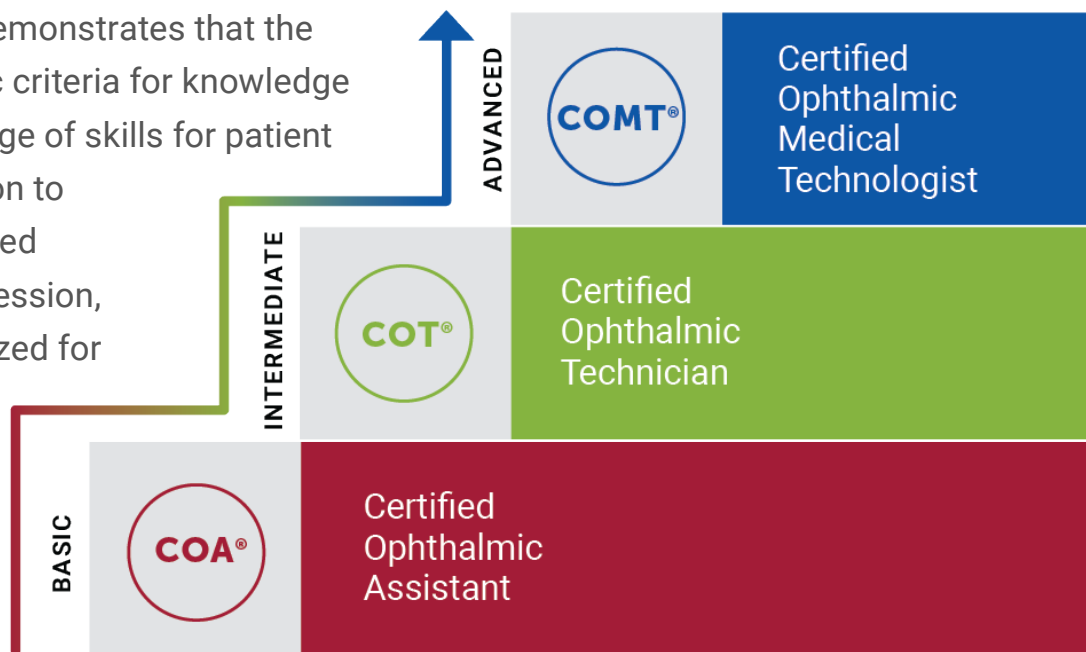 emonstrates that the
criteria for knowledge
ge of skills for patient
on to
ed
ession,
zed for
ADVANCED
COMT®
Certified
Ophthalmic
Medical
Technologist
INTERMEDIATE
COT®
Certified
Ophthalmic
Technician
BASIC
COA®
Certified
Ophthalmic
Assistant